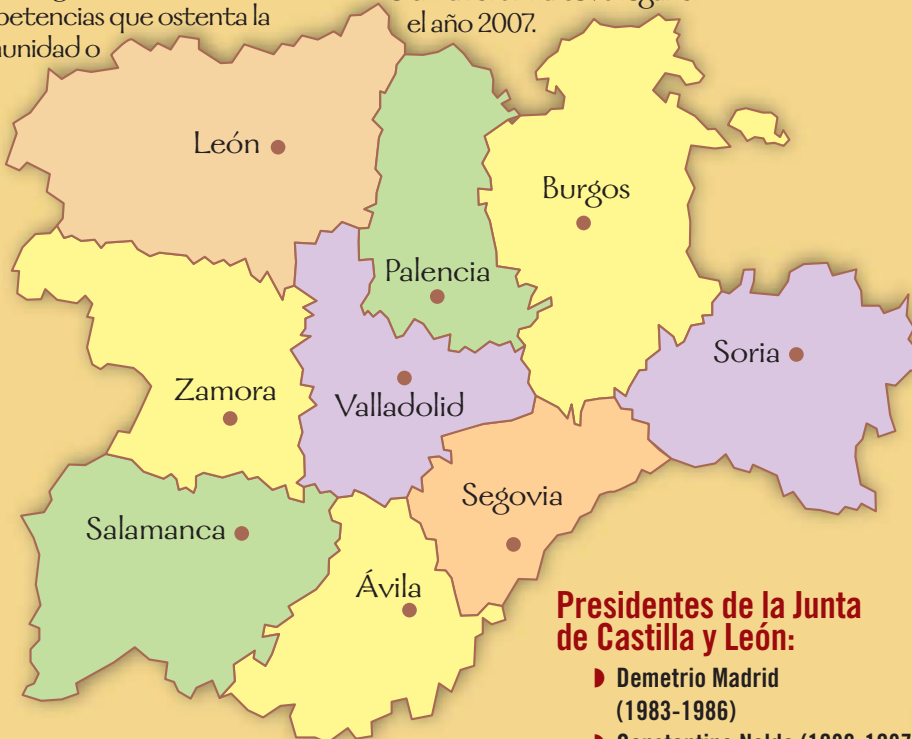 petencias que ostenta la
unidad o
el año 2007.
León
Burgos
Palencia
Soria
Zamora
Valladolid
Segovia
Salamanca
Ávila
Presidentes de la Junta
de Castilla y León:
Demetrio Madrid
(1983-1986)